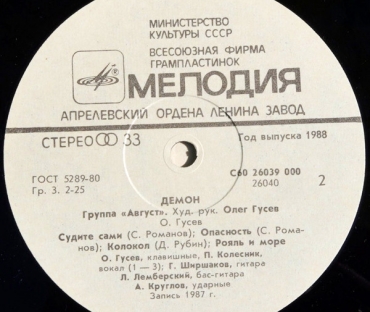 МИНИСТЕРСТВО
КУЛЬТУРЫ СССР
ВСЕСОЮЗНАЯ ФИРМА
ГРАМПЛАСТИНОК
МЕЛОДИЯ
АПРЕЛЕВСКИЙ ОРДЕНА ЛЕНИНА ЗАВОД
СТЕРЕО 33
Год выпуска 1988
ГОСТ 5289-80
Гр. 3. 2-25
С60 26039 000
26040
2
ДЕМОН
Группа «Август». Худ. рук. Олег Гусев
О. Гусев
Судите сами (С. Романов); Опасность (С. Рома-
нов); Колокол (Д. Рубин); Рояль и море
О. Гусев, клавишные, П. Колесник,
вокал (1 — 3); Г. Ширшаков, гитара
Л. Лемберский, бас-гитара
А. Круглов, ударные
Запись 1987 г.